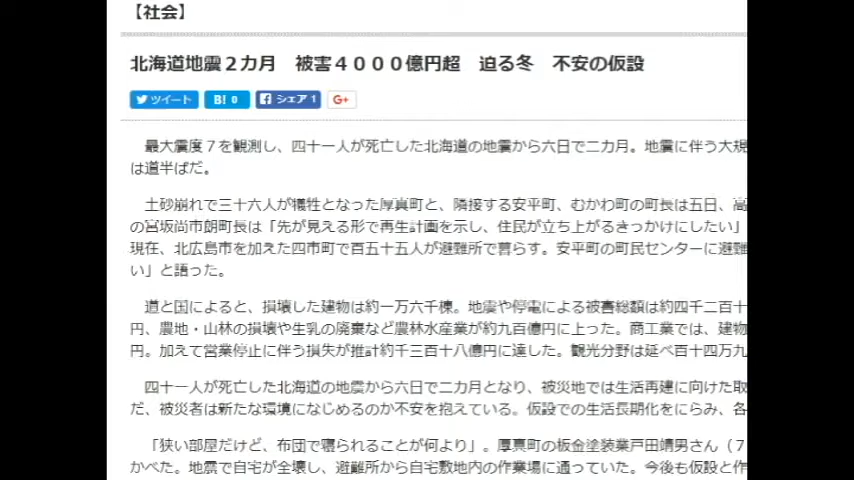 【社会】
北海道地震２カ月　被害４０００億円超　迫る冬　不安の仮設
ツイート B! 0 シェア 1 G+
最大震度７を観測し、四十一人が死亡した北海道の地震から六日で二カ月。地震に伴う大規
は道半ばだ。
土砂崩れで三十六人が犠牲となった厚真町と、隣接する安平町、むかわ町の町長は五日、高
の宮坂尚市朗町長は「先が見える形で再生計画を示し、住民が立ち上がるきっかけにしたい」
現在、北広島市を加えた四市町で百五十五人が避難所で暮らす。安平町の町民センターに避難
い」と語った。
道と国によると、損壊した建物は約一万六千棟。地震や停電による被害総額は約四千二百十
円、農地・山林の損壊や生乳の廃棄など農林水産業が約九百億円に上った。商工業では、建物
円。加えて営業停止に伴う損失が推計約千三百十八億円に達した。観光分野は延べ百十四万九
四十一人が死亡した北海道の地震から六日で二カ月となり、被災地では生活再建に向けた取
だ、被災者は新たな環境になじめるのか不安を抱えている。仮設での生活長期化をにらみ、各
「狭い部屋だけど、布団で寝られることが何より」。厚真町の板金塗装業戸田靖男さん（７
かべた。地震で自宅が全壊し、避難所から自宅敷地内の作業場に通っていた。今後も仮設と作